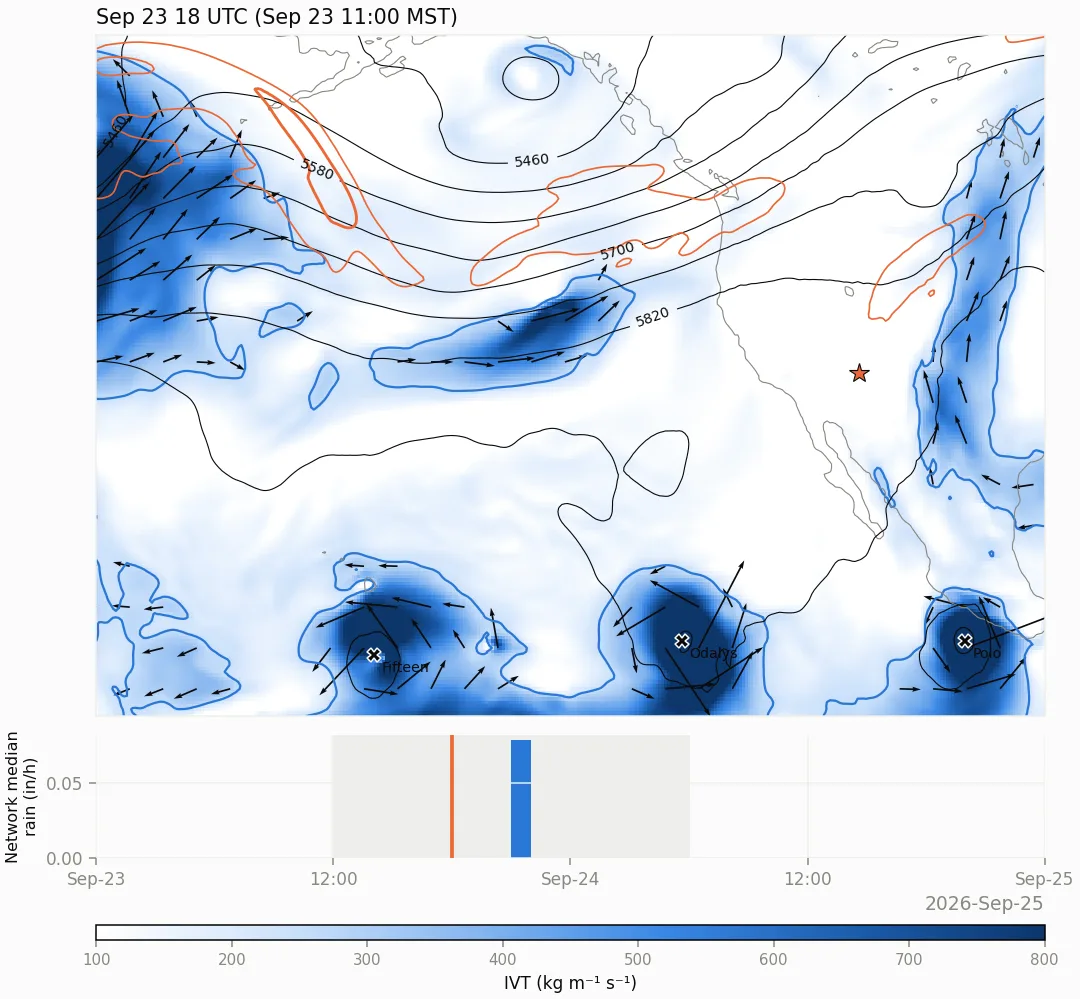 Sep 23 18 UTC (Sep 23 11:00 MST)
5460
5460
5580
5700
5820
Fifteen
Odalys
Polo
Network median
rain (in/h)
0.05
0.00
Sep-23
12:00
Sep-24
12:00
Sep-25
2026-Sep-25
100
200
300
400
500
600
700
800
IVT (kg m⁻¹ s⁻¹)